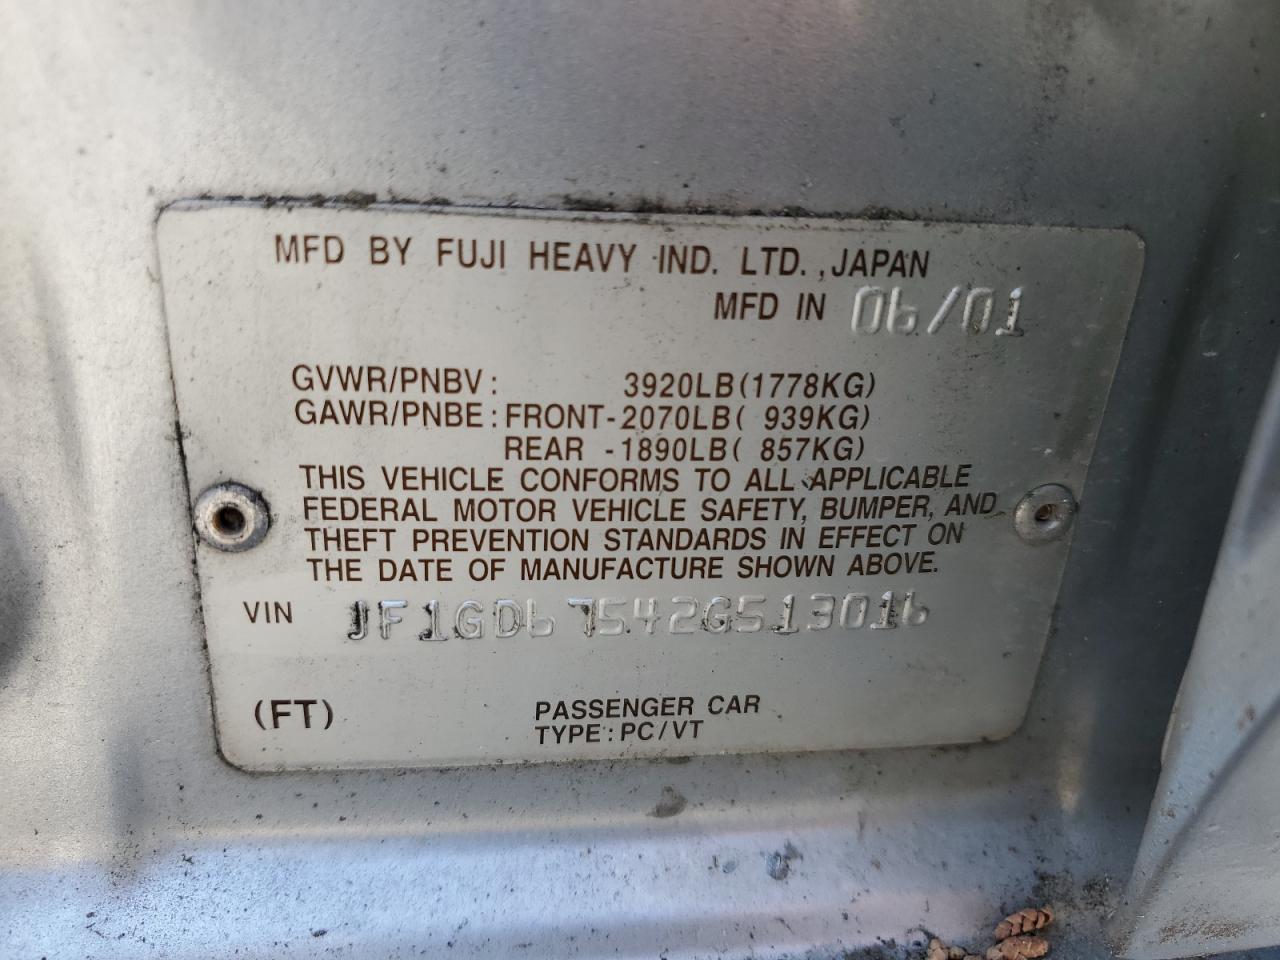 MFD BY FUJI HEAVY IND. LTD., JAPAN
MFD IN 06/01
GVWR/PNBV: 3920LB(1778KG)
GAWR/PNBE: FRONT-2070LB( 939KG)
REAR -1890LB( 857KG)
THIS VEHICLE CONFORMS TO ALL APPLICABLE
FEDERAL MOTOR VEHICLE SAFETY, BUMPER, AND
THEFT PREVENTION STANDARDS IN EFFECT ON
THE DATE OF MANUFACTURE SHOWN ABOVE.
VIN JF1GD67542G513016
(FT)
PASSENGER CAR
TYPE: PC/VT